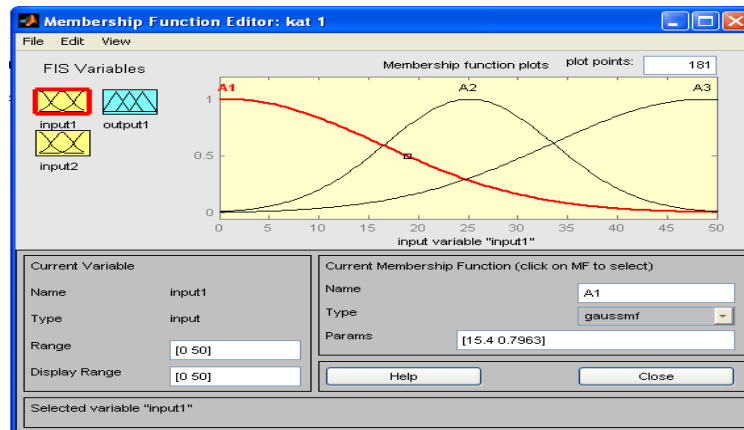 Membership Function Editor: kat 1
File Edit View
FIS Variables
input1
output1
input2
Membership function plots
plot points:
181
A1
A2
A3
1
0.5
0
0 5 10 15 20 25 30 35 40 45 50
input variable "input1"
Current Variable
Name input1
Type input
Range [0 50]
Display Range [0 50]
Current Membership Function (click on MF to select)
Name A1
Type gaussmf
Params [15.4 0.7963]
Help
Close
Selected variable "input1"